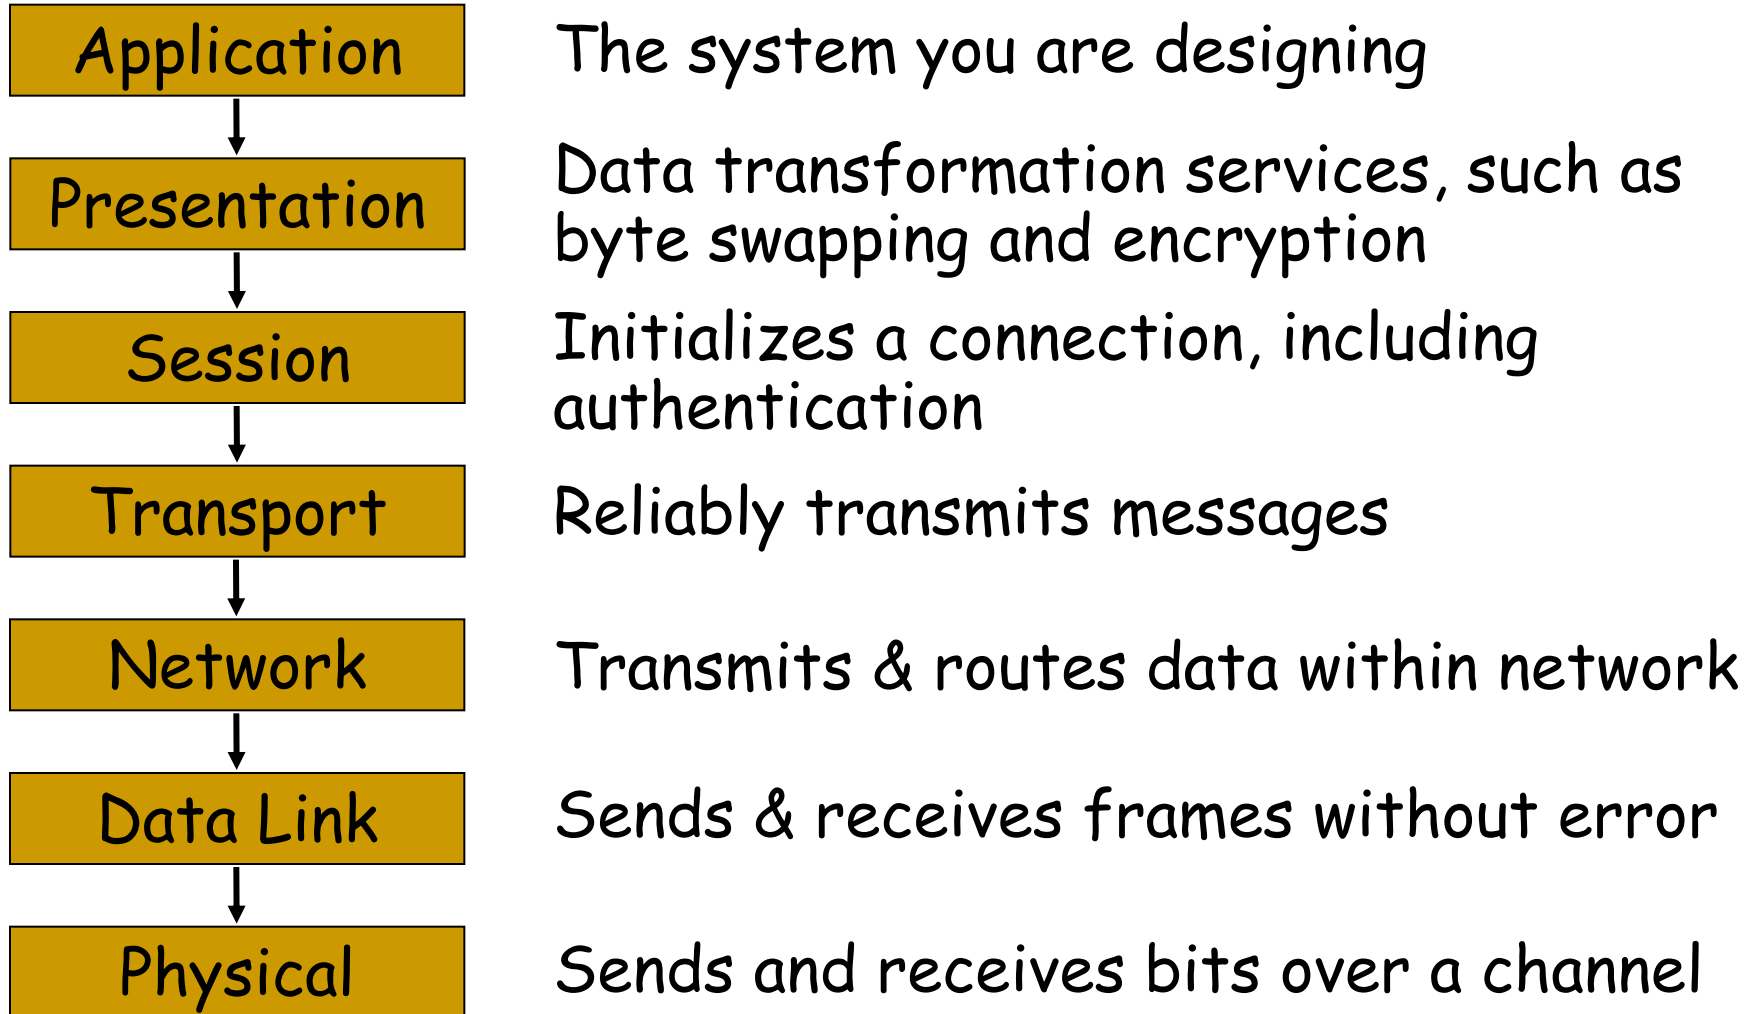 Application
The system you are designing
Presentation
Data transformation services, such as
byte swapping and encryption
Session
Initializes a connection, including
authentication
Transport
Reliably transmits messages
Network
Transmits & routes data within network
Data Link
Sends & receives frames without error
Physical
Sends and receives bits over a channel